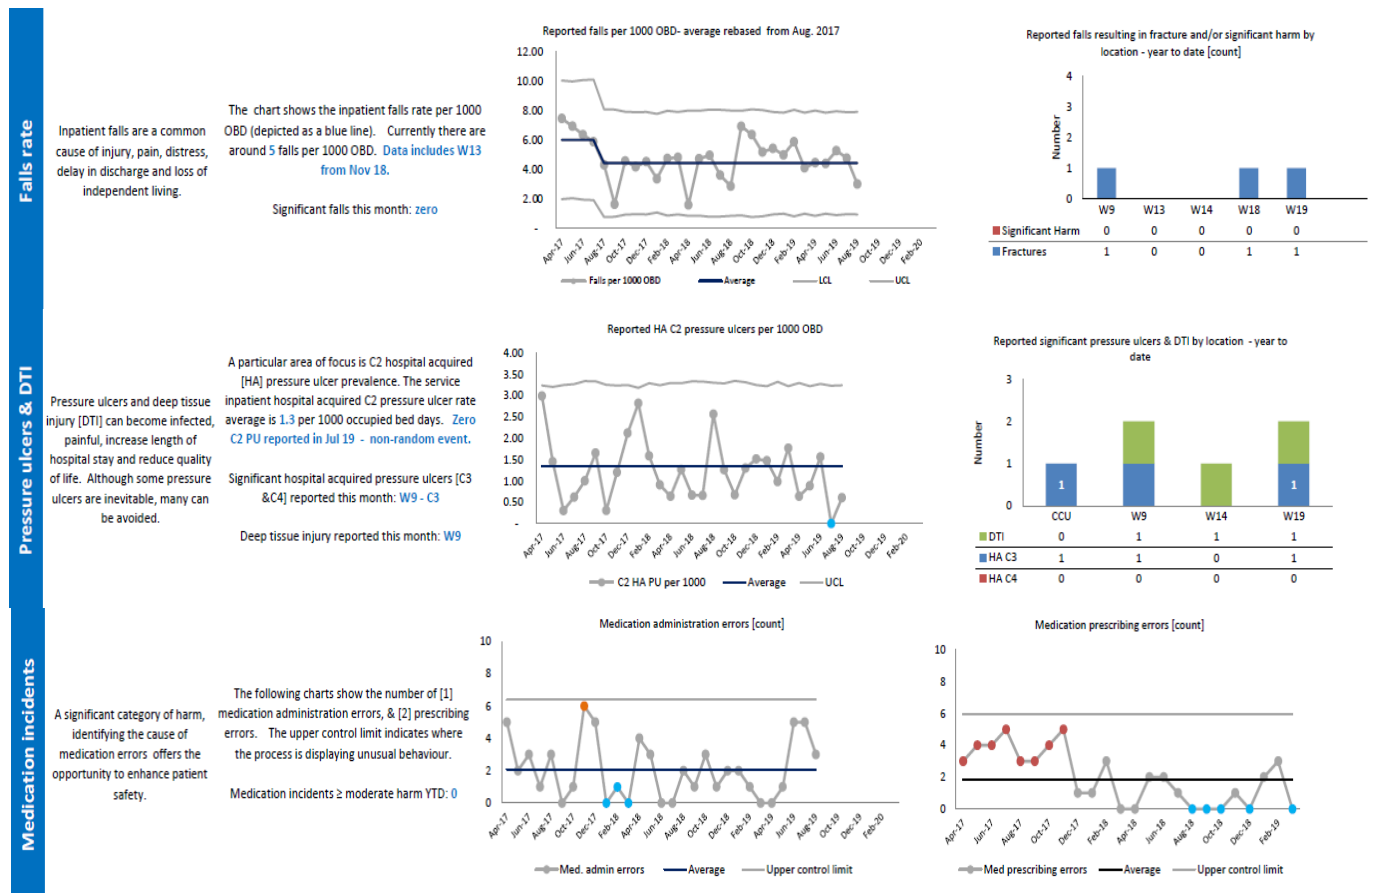 Falls rate
Inpatient falls are a common
cause of injury, pain, distress,
delay in discharge and loss of
independent living.
The chart shows the inpatient falls rate per 1000
OBD (depicted as a blue line). Currently there are
around 5 falls per 1000 OBD. Data includes W13
from Nov 18.
Significant falls this month: zero
Reported falls per 1000 OBD- average rebased from Aug. 2017
12.00
10.00
8.00
6.00
4.00
2.00
-
Apr-17 Jun-17 Aug-17 Oct-17 Dec-17 Feb-18 Apr-18 Jun-18 Aug-18 Oct-18 Dec-18 Feb-19 Apr-19 Jun-19 Aug-19 Oct-19 Dec-19 Feb-20
Falls per 1000 OBD Average LCL UCL
Reported falls resulting in fracture and/or significant harm by
location - year to date [count]
Number
4
3
2
1
0
W9 W13 W14 W18 W19
Significant Harm 0 0 0 0 0
Fractures 1 0 0 1 1
Pressure ulcers & DTI
Pressure ulcers and deep tissue
injury [DTI] can become infected,
painful, increase length of
hospital stay and reduce quality
of life. Although some pressure
ulcers are inevitable, many can
be avoided.
A particular area of focus is C2 hospital acquired
[HA] pressure ulcer prevalence. The service
inpatient hospital acquired C2 pressure ulcer rate
average is 1.3 per 1000 occupied bed days. Zero
C2 PU reported in Jul 19 - non-random event.
Significant hospital acquired pressure ulcers [C3
&C4] reported this month: W9 - C3
Deep tissue injury reported this month: W9
Reported HA C2 pressure ulcers per 1000 OBD
4.00
3.50
3.00
2.50
2.00
1.50
1.00
0.50
-
Apr-17 Jun-17 Aug-17 Oct-17 Dec-17 Feb-18 Apr-18 Jun-18 Aug-18 Oct-18 Dec-18 Feb-19 Apr-19 Jun-19 Aug-19 Oct-19 Dec-19 Feb-20
C2 HA PU per 1000 Average UCL
Reported significant pressure ulcers & DTI by location - year to
date
Number
3
2
1
0
1 1
CCU W9 W14 W19
DTI 0 1 1 1
HA C3 1 1 0 1
HA C4 0 0 0 0
Medication incidents
A significant category of harm,
identifying the cause of
medication errors offers the
opportunity to enhance patient
safety.
The following charts show the number of [1]
medication administration errors, & [2] prescribing
errors. The upper control limit indicates where
the process is displaying unusual behaviour.
Medication incidents ≥ moderate harm YTD: 0
Medication administration errors [count]
10
8
6
4
2
0
Apr-17 Jun-17 Aug-17 Oct-17 Dec-17 Feb-18 Apr-18 Jun-18 Aug-18 Oct-18 Dec-18 Feb-19 Apr-19 Jun-19 Aug-19 Oct-19 Dec-19 Feb-20
Med. admin errors Average Upper control limit
Medication prescribing errors [count]
10
8
6
4
2
0
Apr-17 Jun-17 Aug-17 Oct-17 Dec-17 Feb-18 Apr-18 Jun-18 Aug-18 Oct-18 Dec-18 Feb-19
Med prescribing errors Average Upper control limit